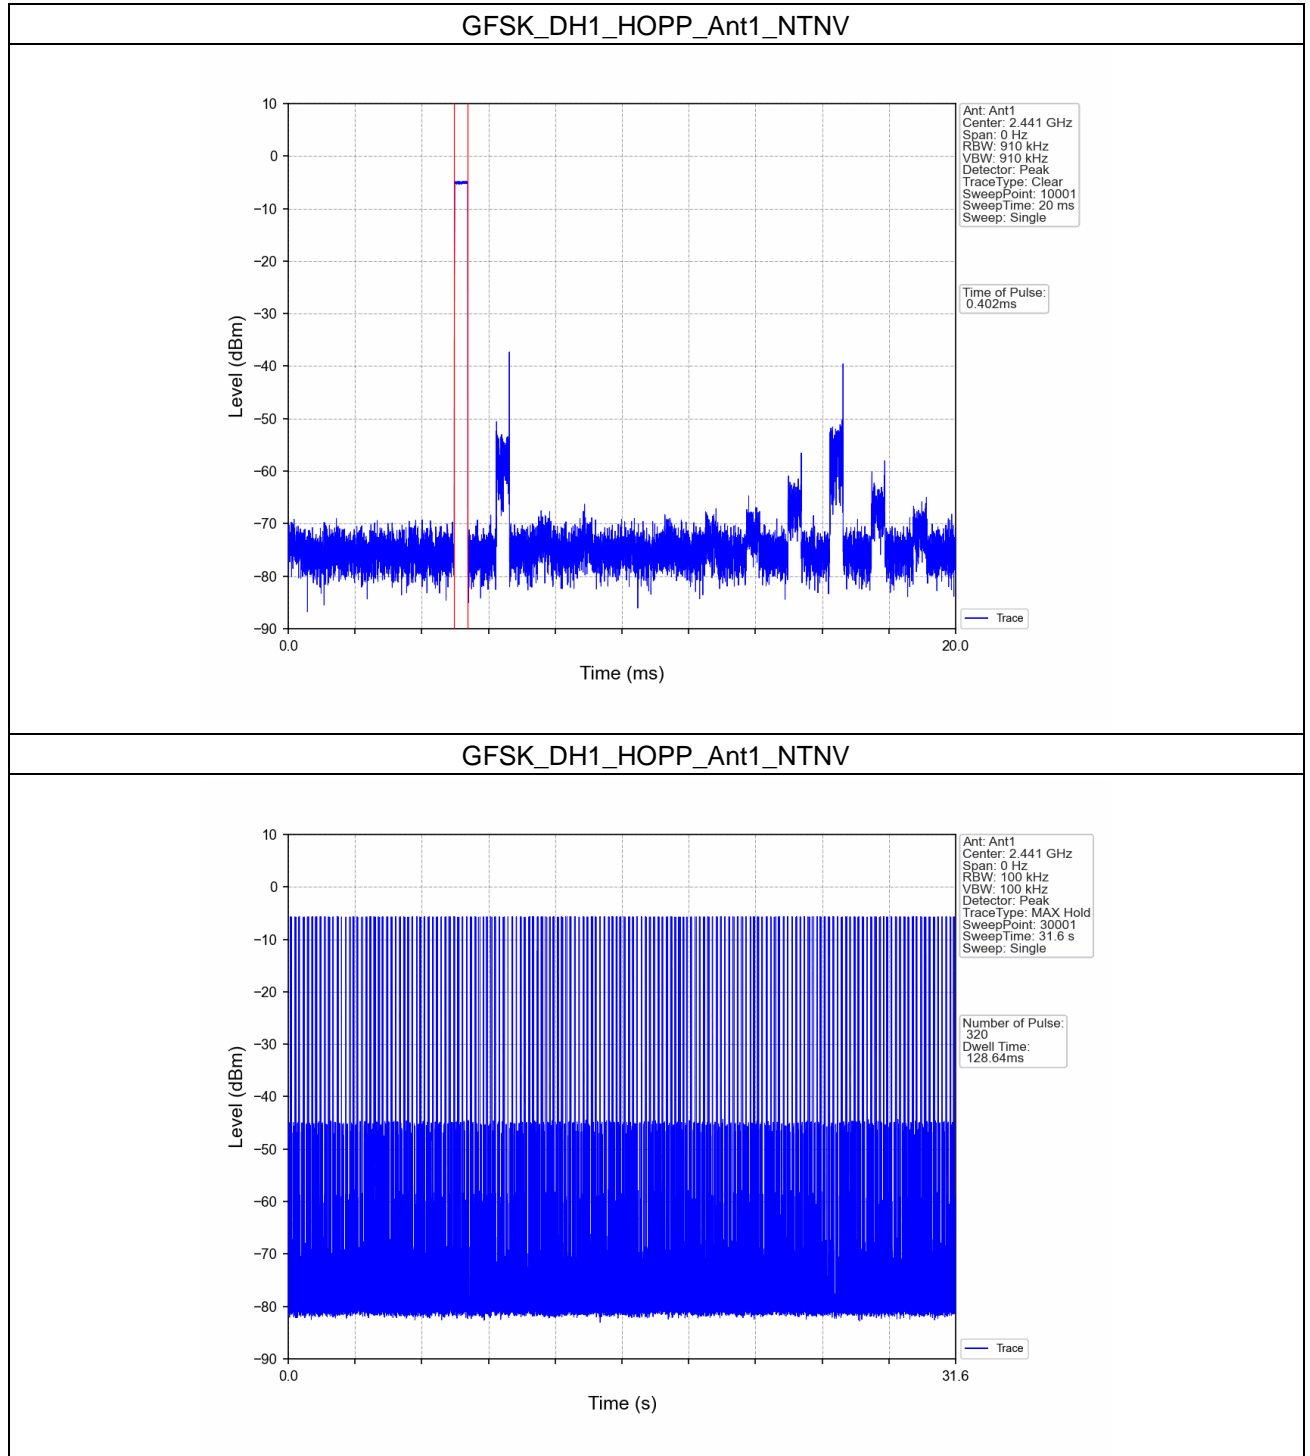 GFSK_DH1_HOPP_Ant1_NTNV
10
0
−10
−20
−30
−40
−50
−60
−70
−80
−90
Level (dBm)
0.0
20.0
Time (ms)
Ant: Ant1
Center: 2.441 GHz
Span: 0 Hz
RBW: 910 kHz
VBW: 910 kHz
Detector: Peak
TraceType: Clear
SweepPoint: 10001
SweepTime: 20 ms
Sweep: Single
Time of Pulse:
0.402ms
Trace
GFSK_DH1_HOPP_Ant1_NTNV
10
0
−10
−20
−30
−40
−50
−60
−70
−80
−90
Level (dBm)
0.0
31.6
Time (s)
Ant: Ant1
Center: 2.441 GHz
Span: 0 Hz
RBW: 100 kHz
VBW: 100 kHz
Detector: Peak
TraceType: MAX Hold
SweepPoint: 30001
SweepTime: 31.6 s
Sweep: Single
Number of Pulse:
320
Dwell Time:
128.64ms
Trace